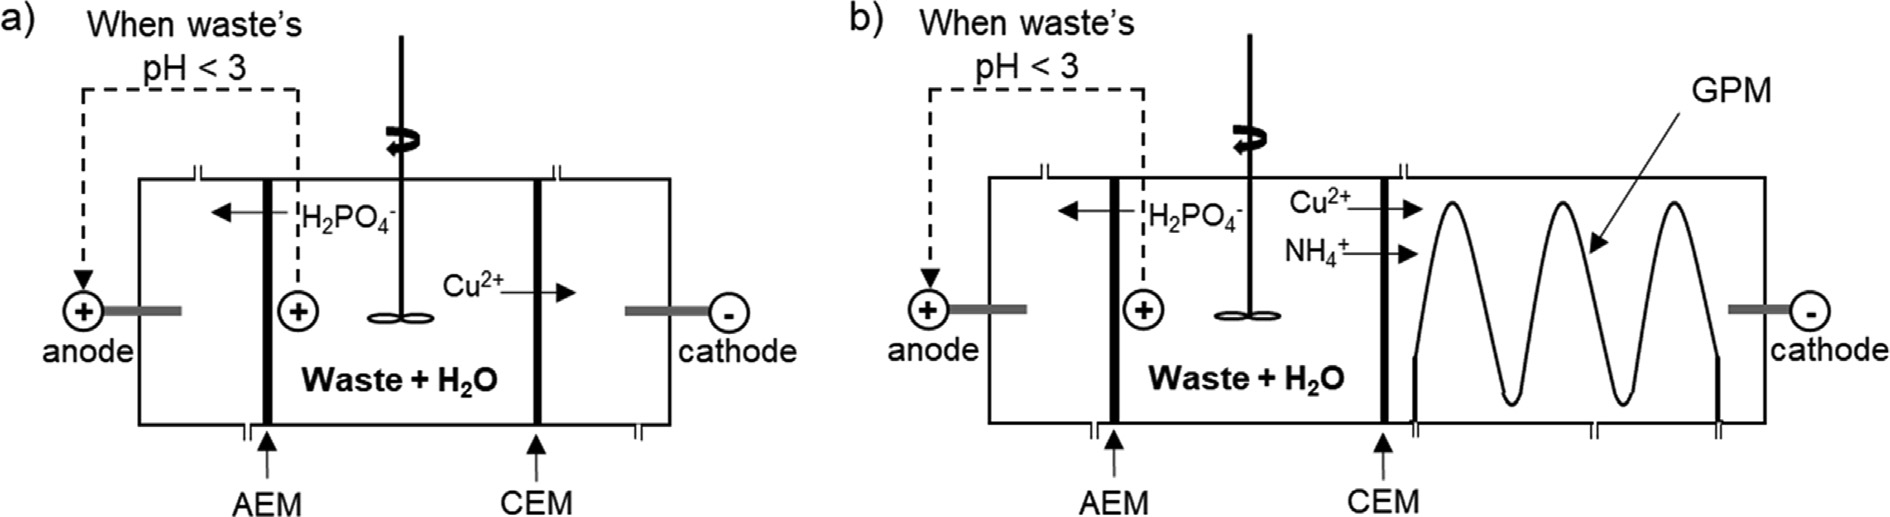 a)
When waste's
pH < 3
H₂PO₄⁻
Cu²⁺
+
+
-
anode
cathode
Waste + H₂O
AEM
CEM
b)
When waste's
pH < 3
GPM
H₂PO₄⁻
Cu²⁺
NH₄⁺
+
+
-
anode
cathode
Waste + H₂O
AEM
CEM